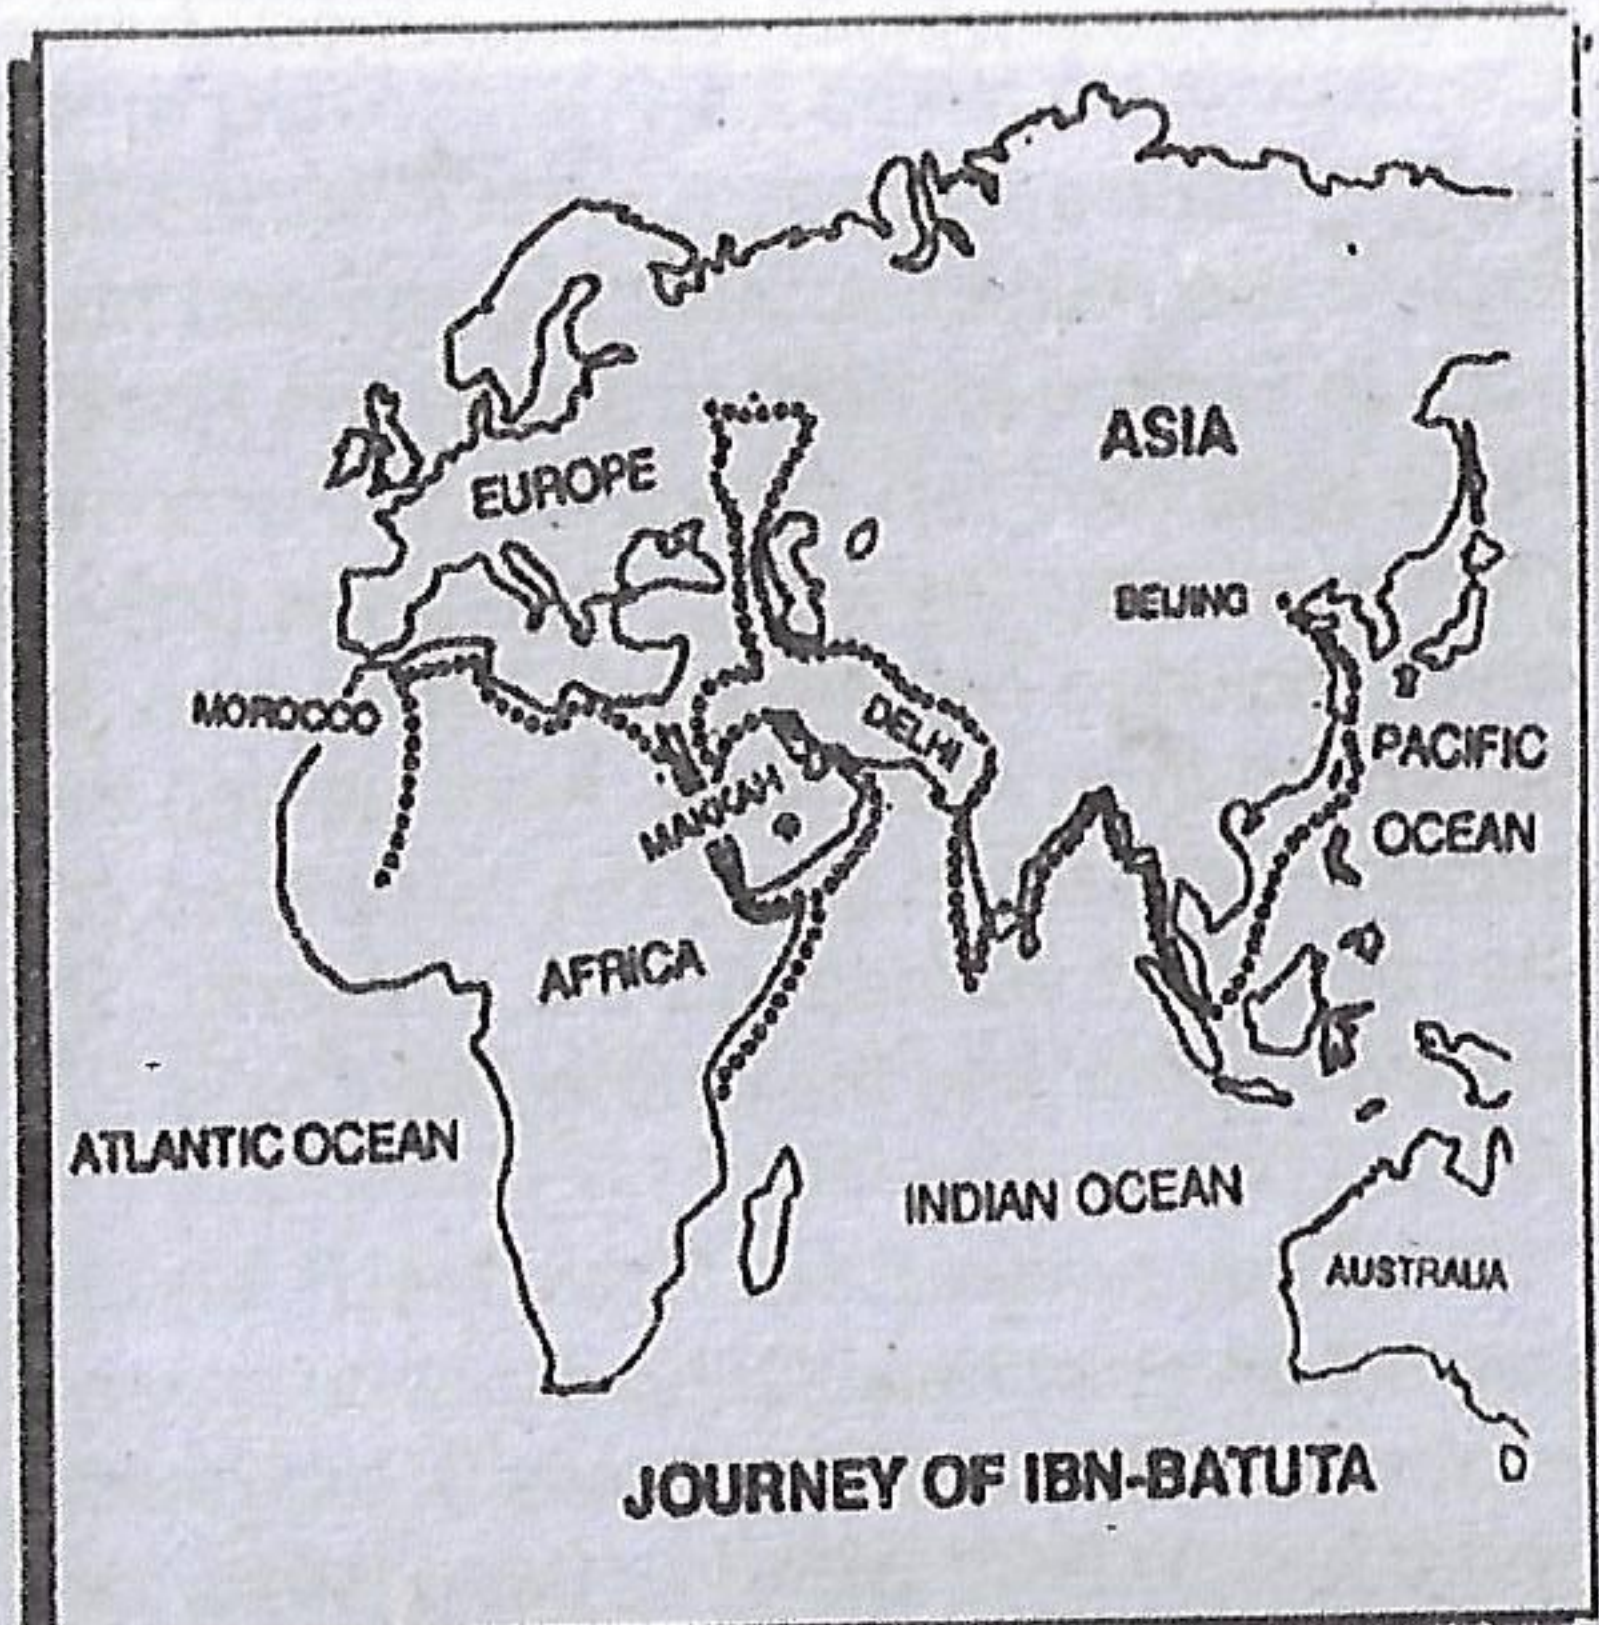 ASIA
EUROPE
BEIJING
MOROCCO
DELHI
PACIFIC
OCEAN
MAKKAH
AFRICA
ATLANTIC OCEAN
INDIAN OCEAN
AUSTRALIA
JOURNEY OF IBN-BATUTA